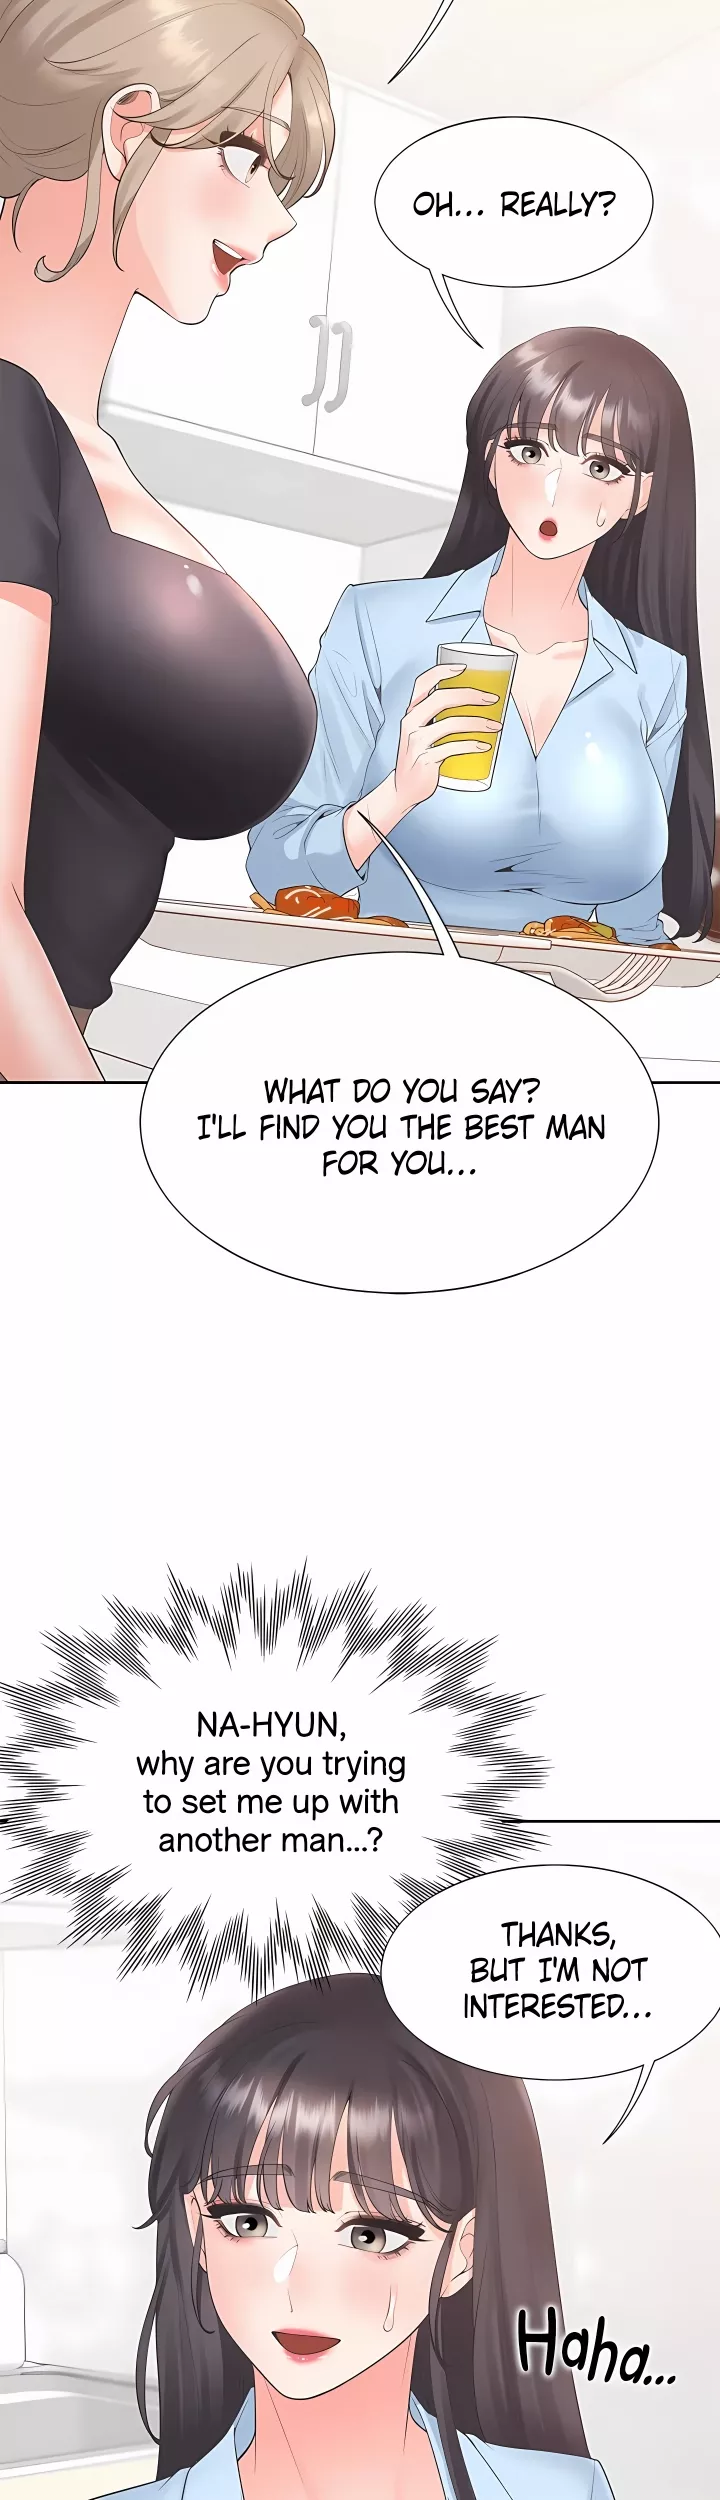 OH... REALLY?
WHAT DO YOU SAY?
I'LL FIND YOU THE BEST MAN
FOR YOU...
NA-HYUN,
why are you trying
to set me up with
another man...?
THANKS,
BUT I'M NOT
INTERESTED...
Haha...